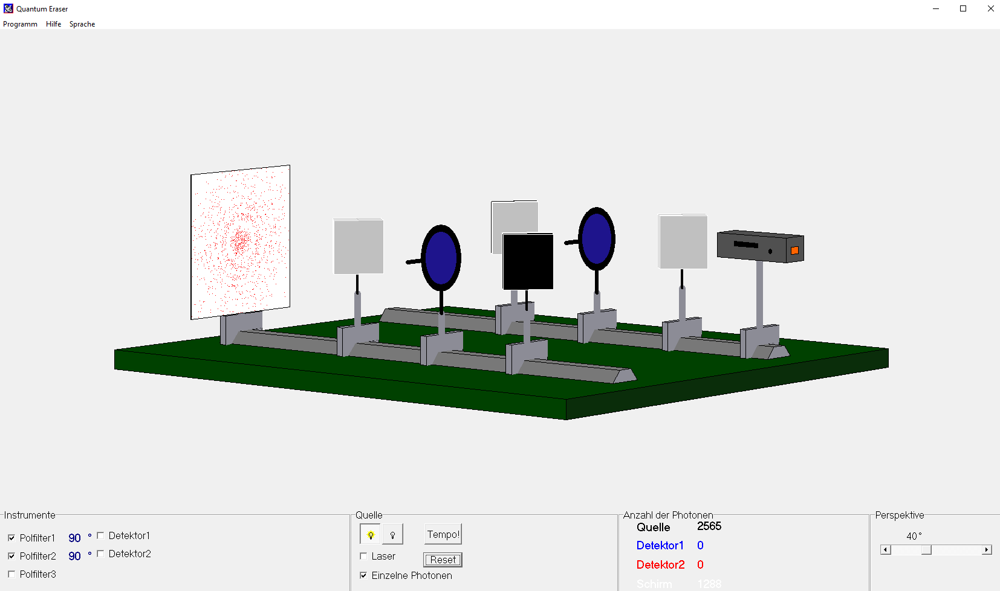 Quantum Eraser
Programm Hilfe Sprache
Instrumente
Polfilter1 90 ° Detektor1
Polfilter2 90 ° Detektor2
Polfilter3
Quelle
Tempo!
Laser
Reset
Einzelne Photonen
Anzahl der Photonen
Quelle 2565
Detektor1 0
Detektor2 0
Schirm 1288
Perspektive
40°